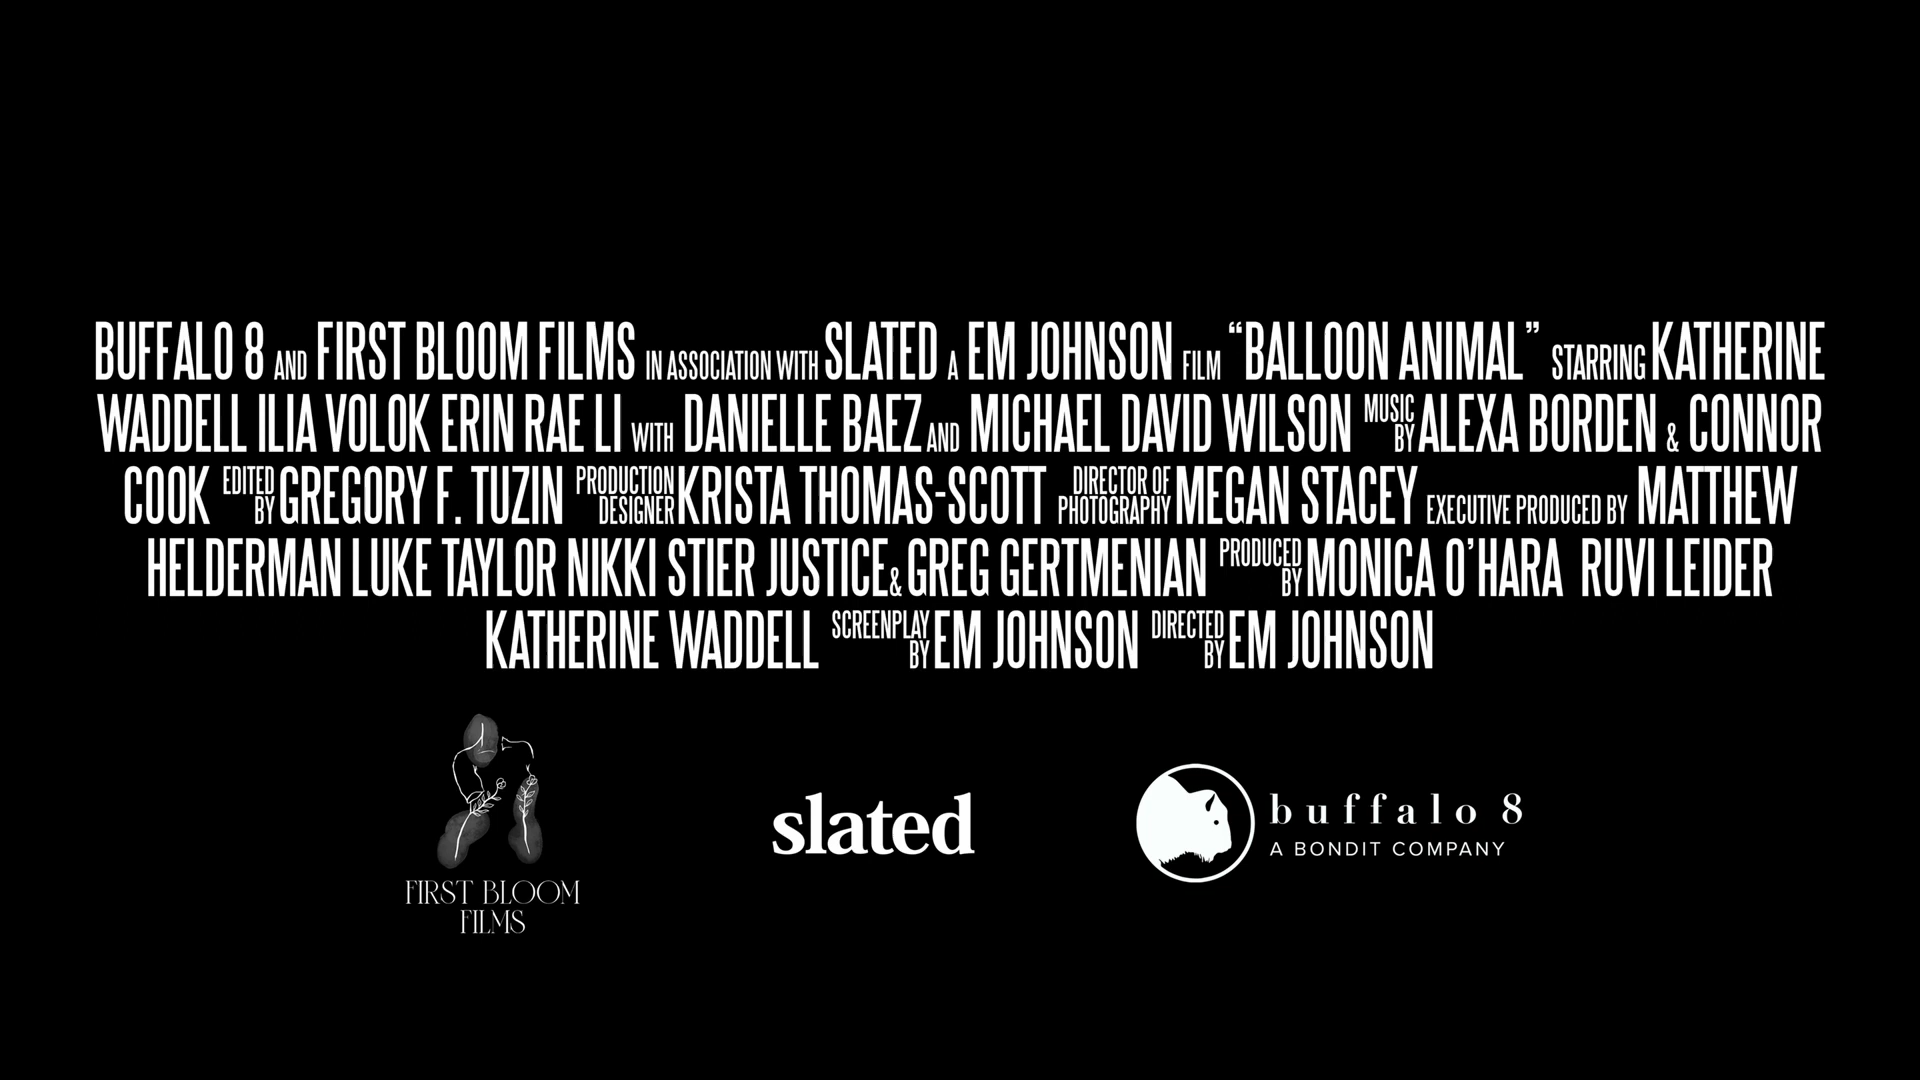 BUFFALO 8 AND FIRST BLOOM FILMS IN ASSOCIATION WITH SLATED A EM JOHNSON FILM “BALLOON ANIMAL” STARRING KATHERINE
WADDELL ILIA VOLOK ERIN RAE LI WITH DANIELLE BAEZ AND MICHAEL DAVID WILSON MUSIC BY ALEXA BORDEN & CONNOR
COOK EDITED BY GREGORY F. TUZIN PRODUCTION DESIGNER KRISTA THOMAS-SCOTT DIRECTOR OF PHOTOGRAPHY MEGAN STACEY EXECUTIVE PRODUCED BY MATTHEW
HELDERMAN LUKE TAYLOR NIKKI STIER JUSTICE & GREG GERTMENIAN PRODUCED BY MONICA O’HARA RUVI LEIDER
KATHERINE WADDELL SCREENPLAY BY EM JOHNSON DIRECTED BY EM JOHNSON
FIRST BLOOM
FILMS
slated
buffalo 8
A BONDIT COMPANY